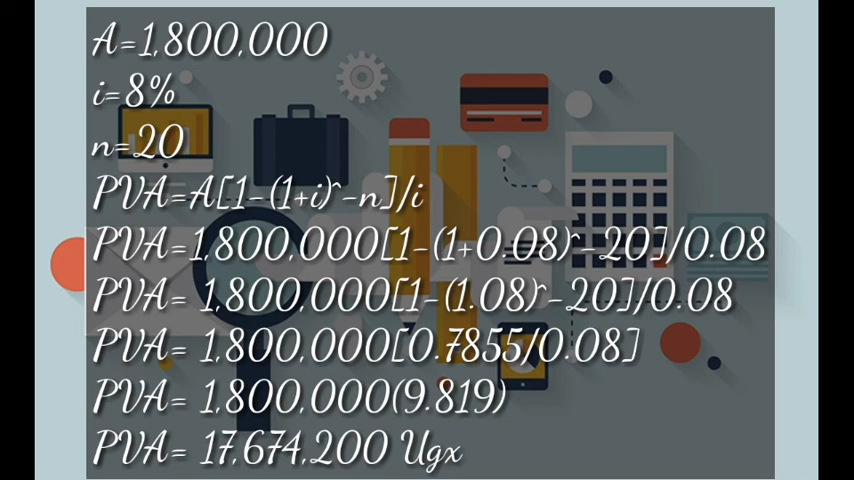 A=1,800,000
i=8%
n=20
PVA=A[1-(1+i)^-n]/i
PVA=1,800,000[1-(1+0.08)^-20]/0.08
PVA= 1,800,000[1-(1.08)^-20]/0.08
PVA= 1,800,000[0.7855/0.08]
PVA= 1,800,000(9.819)
PVA= 17,674,200 Ugx